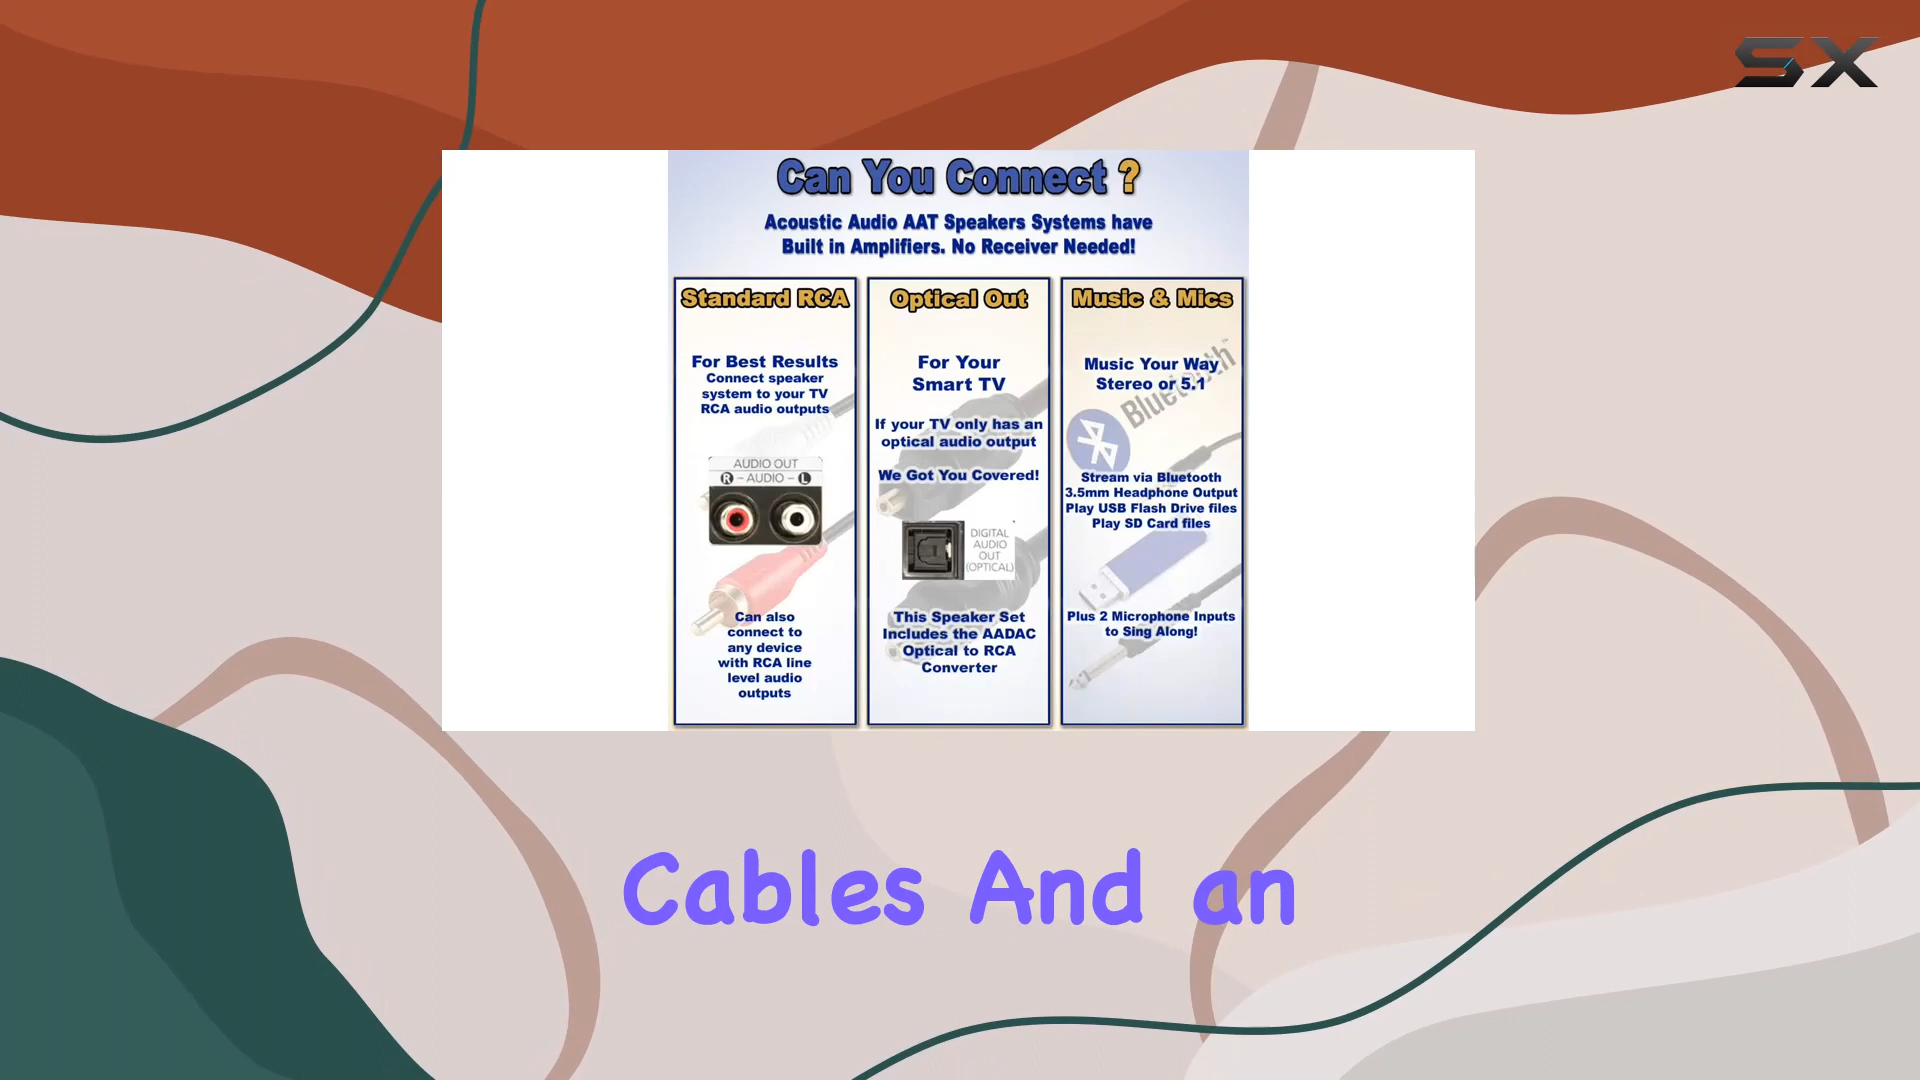 SX
Can You Connect ?
Acoustic Audio AAT Speakers Systems have
Built in Amplifiers. No Receiver Needed!
Standard RCA
For Best Results
Connect speaker
system to your TV
RCA audio outputs
AUDIO OUT
R - AUDIO - L
Can also
connect to
any device
with RCA line
level audio
outputs
Optical Out
For Your
Smart TV
If your TV only has an
optical audio output
We Got You Covered!
DIGITAL
AUDIO
OUT
(OPTICAL)
This Speaker Set
Includes the AADAC
Optical to RCA
Converter
Music & Mics
Music Your Way
Stereo or 5.1
Bluetooth™
Stream via Bluetooth
3.5mm Headphone Output
Play USB Flash Drive files
Play SD Card files
Plus 2 Microphone Inputs
to Sing Along!
Cables And an